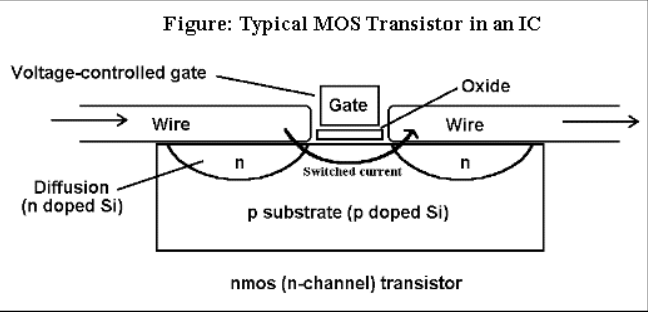 Figure: Typical MOS Transistor in an IC
Voltage-controlled gate
Oxide
Gate
Wire
Wire
n
n
Switched current
Diffusion
(n doped Si)
p substrate (p doped Si)
nmos (n-channel) transistor